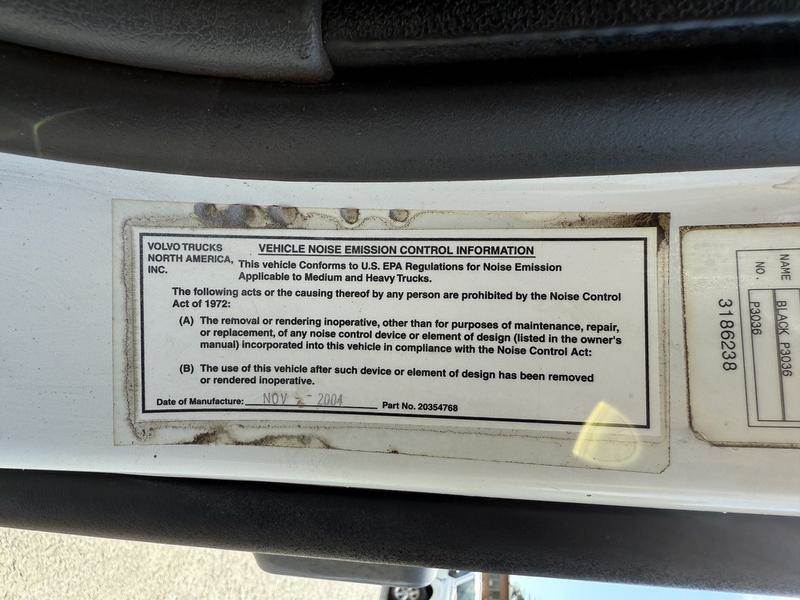 VOLVO TRUCKS
NORTH AMERICA,
INC.
VEHICLE NOISE EMISSION CONTROL INFORMATION
This vehicle Conforms to U.S. EPA Regulations for Noise Emission
Applicable to Medium and Heavy Trucks.
The following acts or the causing thereof by any person are prohibited by the Noise Control
Act of 1972:
(A) The removal or rendering inoperative, other than for purposes of maintenance, repair,
or replacement, of any noise control device or element of design (listed in the owner's
manual) incorporated into this vehicle in compliance with the Noise Control Act:
(B) The use of this vehicle after such device or element of design has been removed
or rendered inoperative.
Date of Manufacture: NOV 2004
Part No. 20354768
NAME BLACK P3036
NO. P3036
3186238